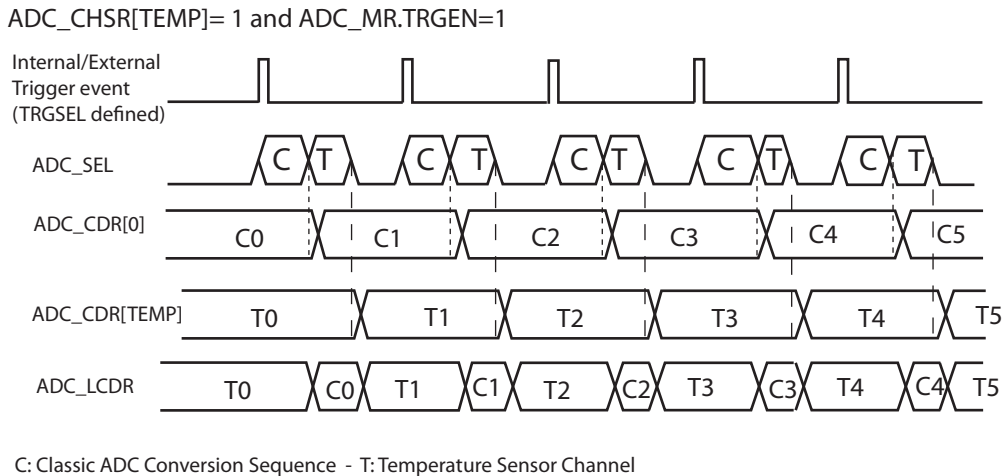 ADC_CHSR[TEMP]= 1 and ADC_MR.TRGEN=1
Internal/External
Trigger event
(TRGSEL defined)
ADC_SEL C T C T C T C T C T
ADC_CDR[0] C0 C1 C2 C3 C4 C5
ADC_CDR[TEMP] T0 T1 T2 T3 T4 T5
ADC_LCDR T0 C0 T1 C1 T2 C2 T3 C3 T4 C4 T5
C: Classic ADC Conversion Sequence - T: Temperature Sensor Channel